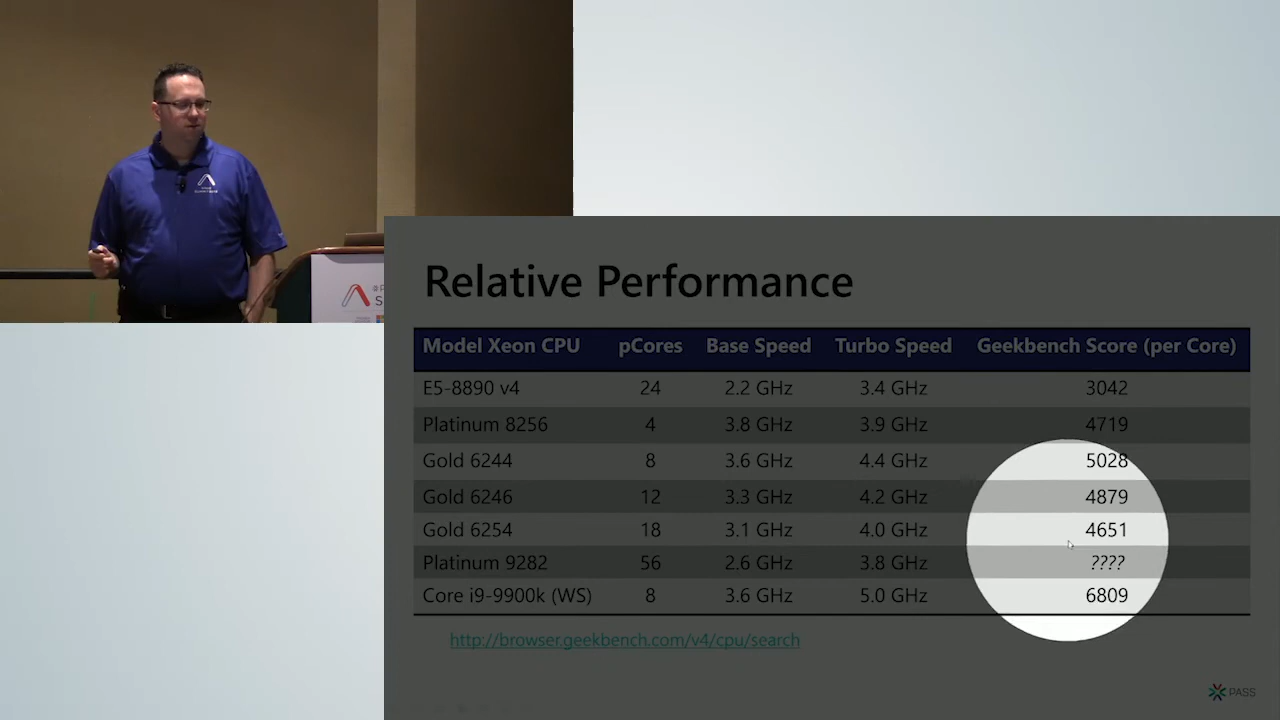 Relative Performance
Model Xeon CPU pCores Base Speed Turbo Speed Geekbench Score (per Core)
E5-8890 v4 24 2.2 GHz 3.4 GHz 3042
Platinum 8256 4 3.8 GHz 3.9 GHz 4719
Gold 6244 8 3.6 GHz 4.4 GHz 5028
Gold 6246 12 3.3 GHz 4.2 GHz 4879
Gold 6254 18 3.1 GHz 4.0 GHz 4651
Platinum 9282 56 2.6 GHz 3.8 GHz ????
Core i9-9900k (WS) 8 3.6 GHz 5.0 GHz 6809
http://browser.geekbench.com/v4/cpu/search
PASS